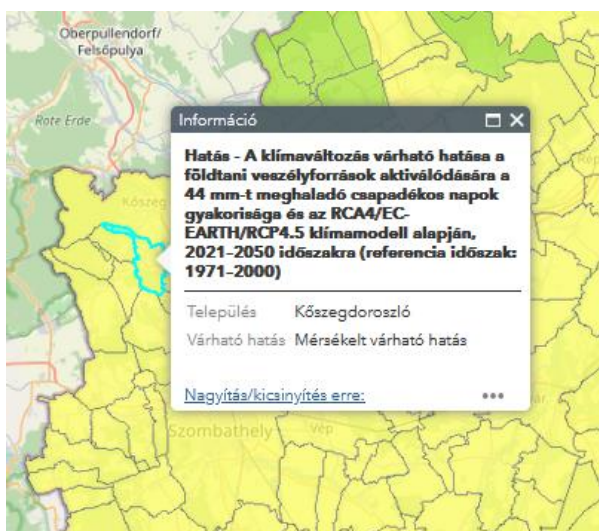 Oberpullendorf/
Felsőpulya
Rote Erde
Információ
Hatás - A klímaváltozás várható hatása a
földtani veszélyforrások aktiválódására a
44 mm-t meghaladó csapadékos napok
gyakorisága és az RCA4/EC-
EARTH/RCP4.5 klímamodell alapján,
2021-2050 időszakra (referencia időszak:
1971-2000)
Kőszeg
Település Kőszegdoroszló
Várható hatás Mérsékelt várható hatás
Nagyítás/kicsinyítés erre:
Szombathely
Vép